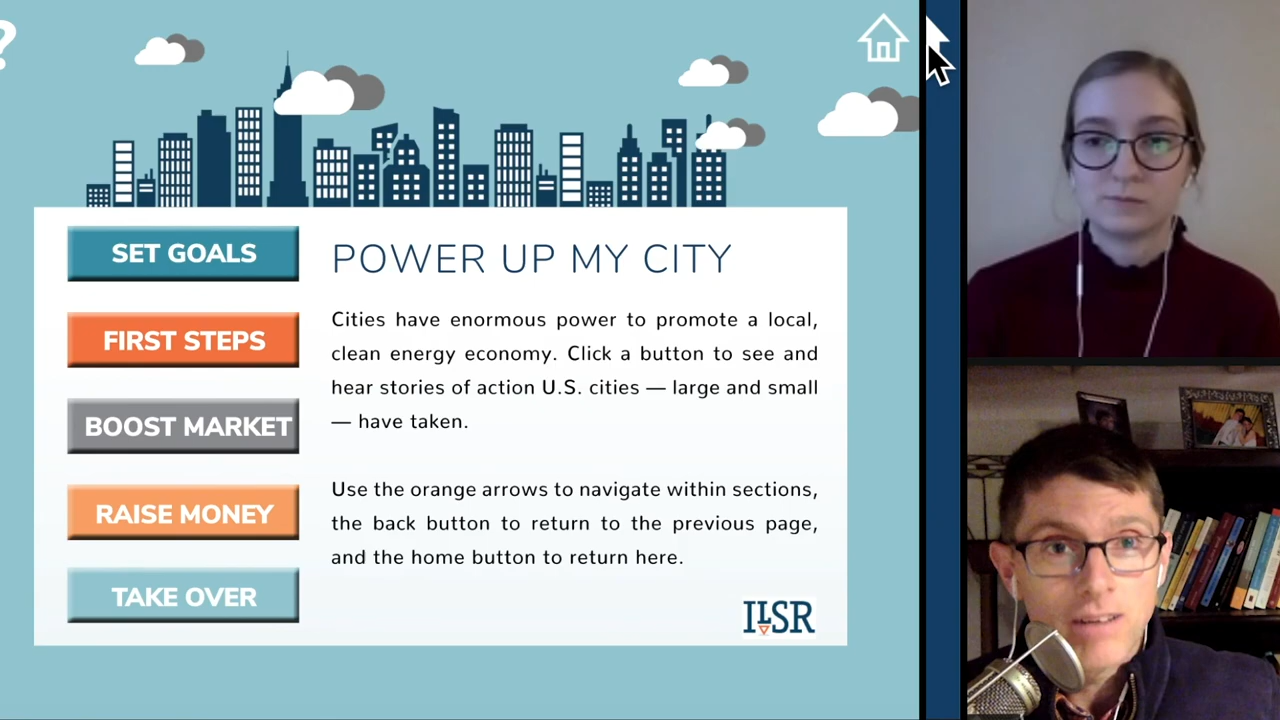 ?
SET GOALS
FIRST STEPS
BOOST MARKET
RAISE MONEY
TAKE OVER
POWER UP MY CITY
Cities have enormous power to promote a local,
clean energy economy. Click a button to see and
hear stories of action U.S. cities — large and small
— have taken.
Use the orange arrows to navigate within sections,
the back button to return to the previous page,
and the home button to return here.
ILSR